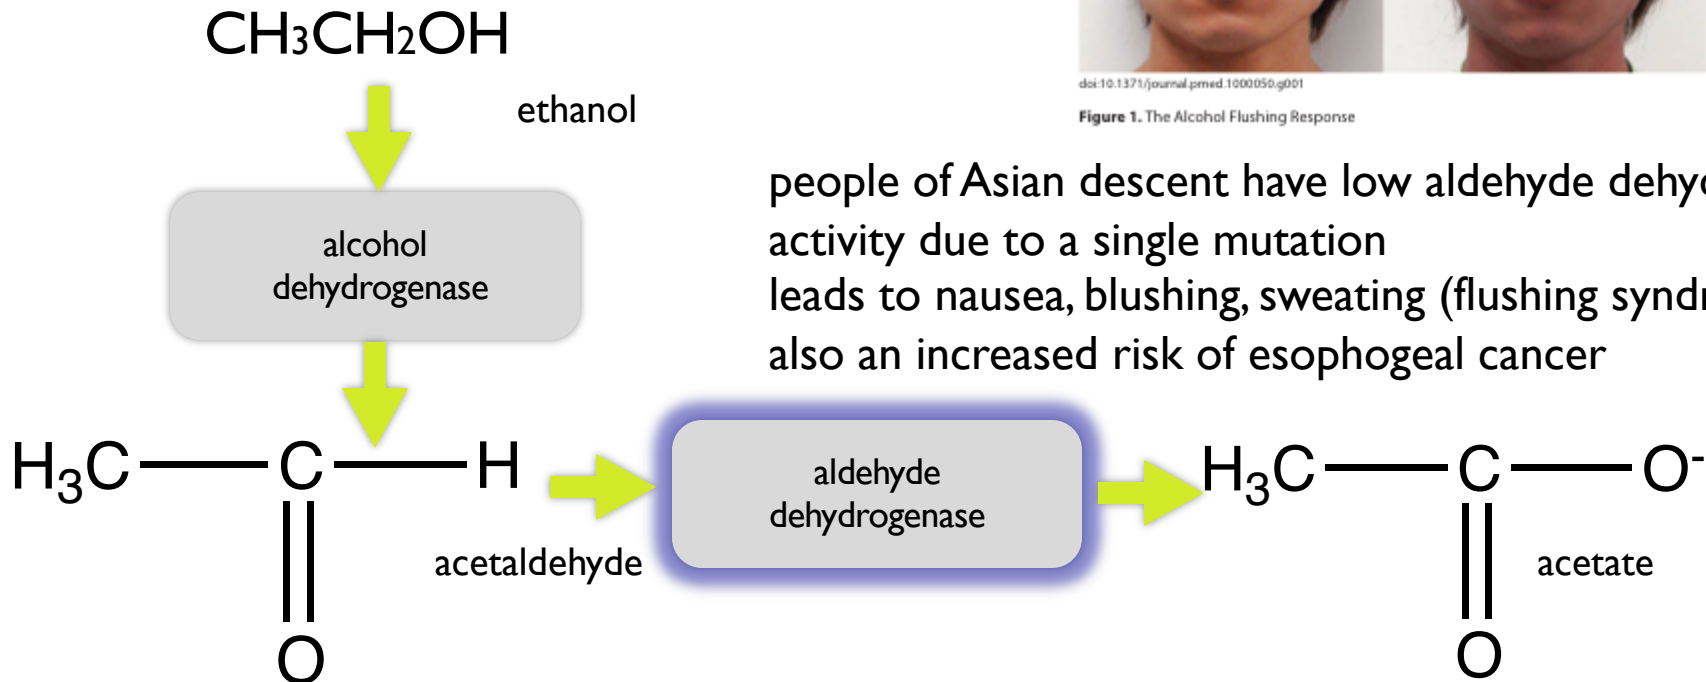 CH3CH2OH
ethanol
doi:10.1371/journal.pmed.1000050.g001
Figure 1. The Alcohol Flushing Response
people of Asian descent have low aldehyde
activity due to a single mutation
leads to nausea, blushing, sweating (flushing
also an increased risk of esophogeal cancer
alcohol
dehydrogenase
H3C C H
O
acetaldehyde
aldehyde
dehydrogenase
H3C C O-
O
acetate